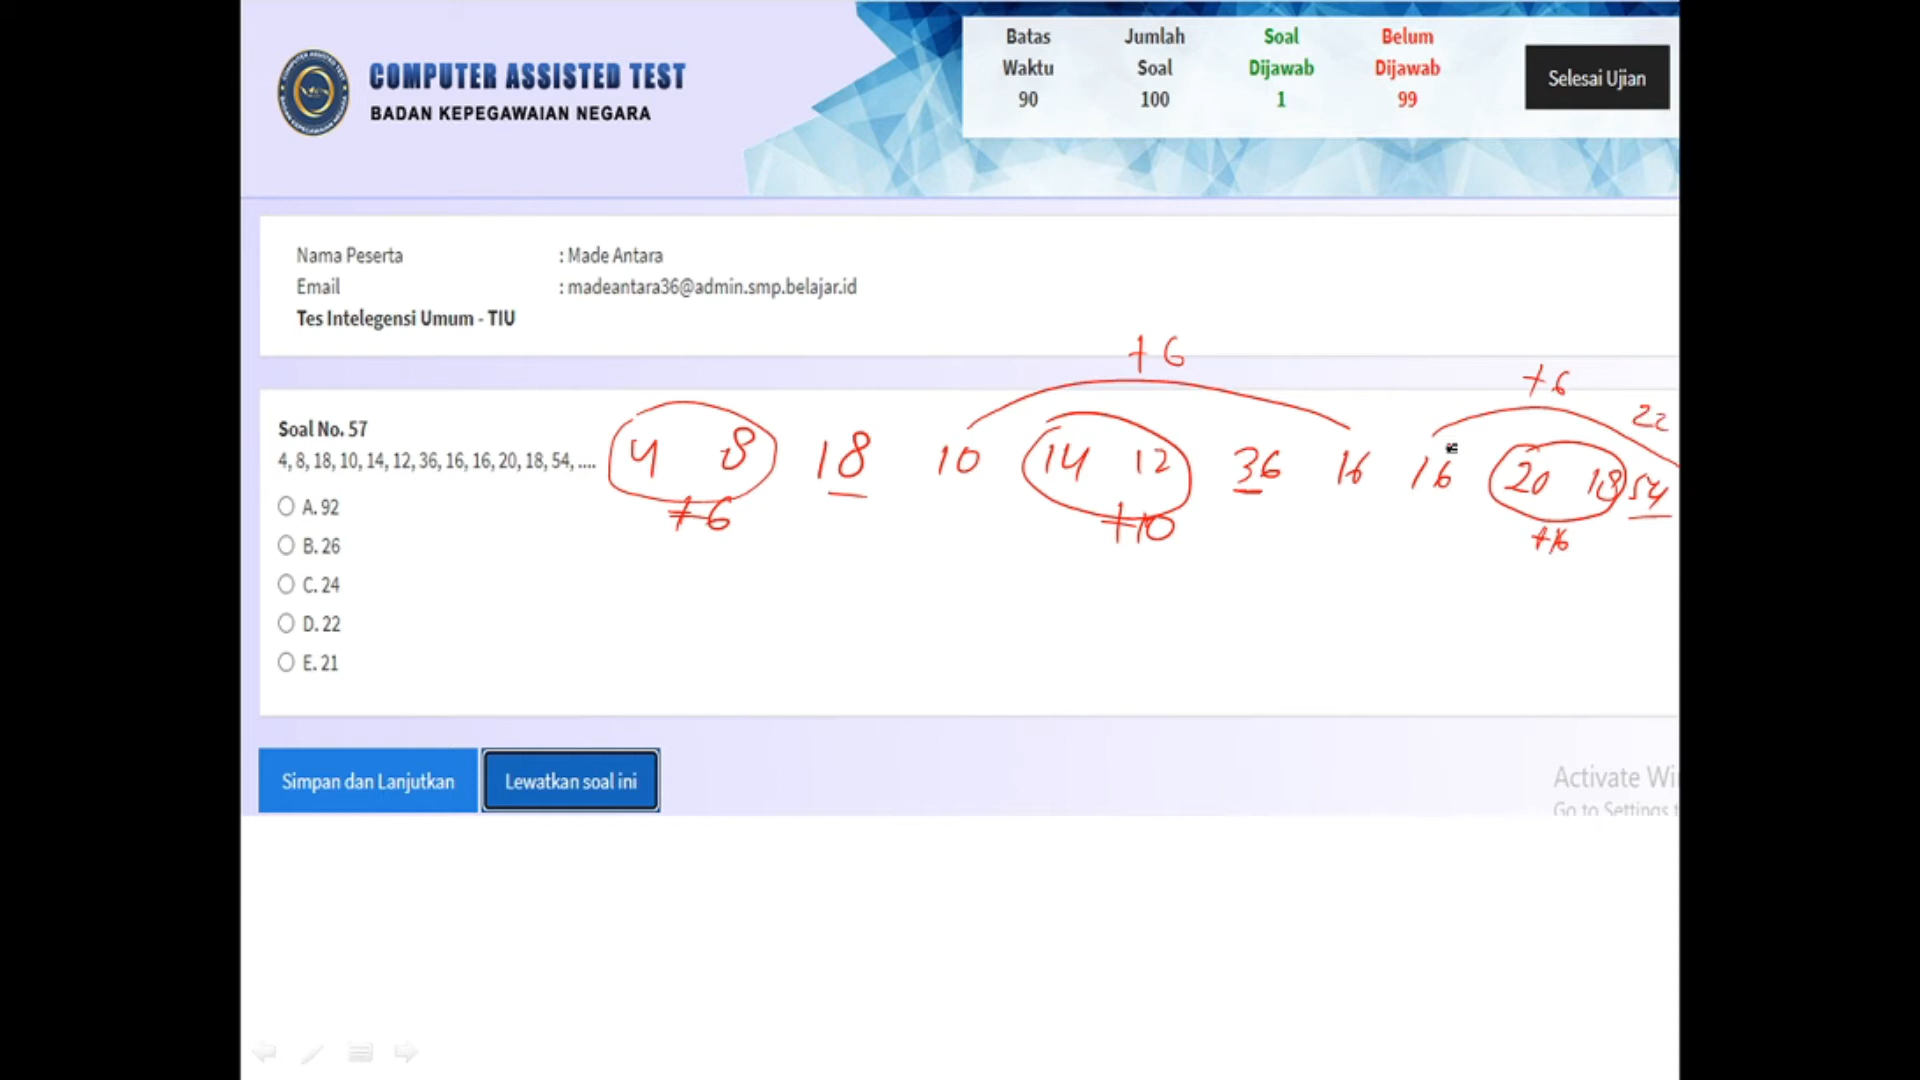 COMPUTER ASSISTED TEST
BADAN KEPEGAWAIAN NEGARA
Batas Waktu 90
Jumlah Soal 100
Soal Dijawab 1
Belum Dijawab 99
Selesai Ujian
Nama Peserta : Made Antara
Email : madeantara36@admin.smp.belajar.id
Tes Intelegensi Umum - TIU
+6
+6
22
Soal No. 57
4, 8, 18, 10, 14, 12, 36, 16, 16, 20, 18, 54, ....
4 8 18 10 14 12 36 16 16 20 18 54
+6
+10
A. 92
B. 26
C. 24
D. 22
E. 21
Simpan dan Lanjutkan
Lewatkan soal ini
Activate Wi
Go to Settings